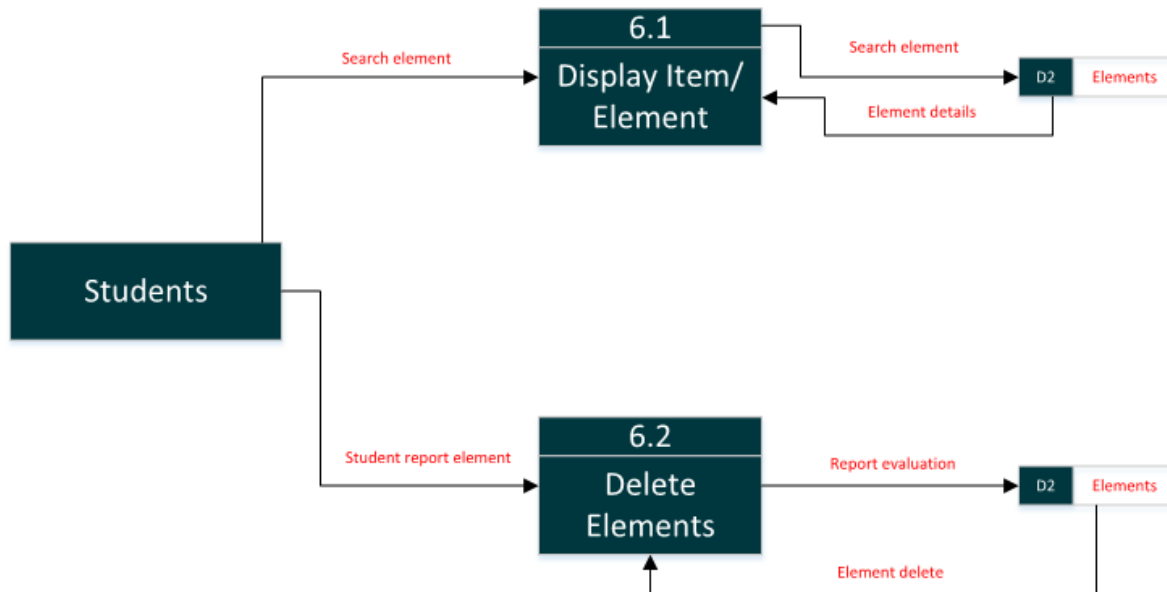 6.1
Search element
Search element
Display Item/
Element
D2
Elements
Element details
Students
6.2
Student report element
Report evaluation
Delete
Elements
D2
Elements
Element delete